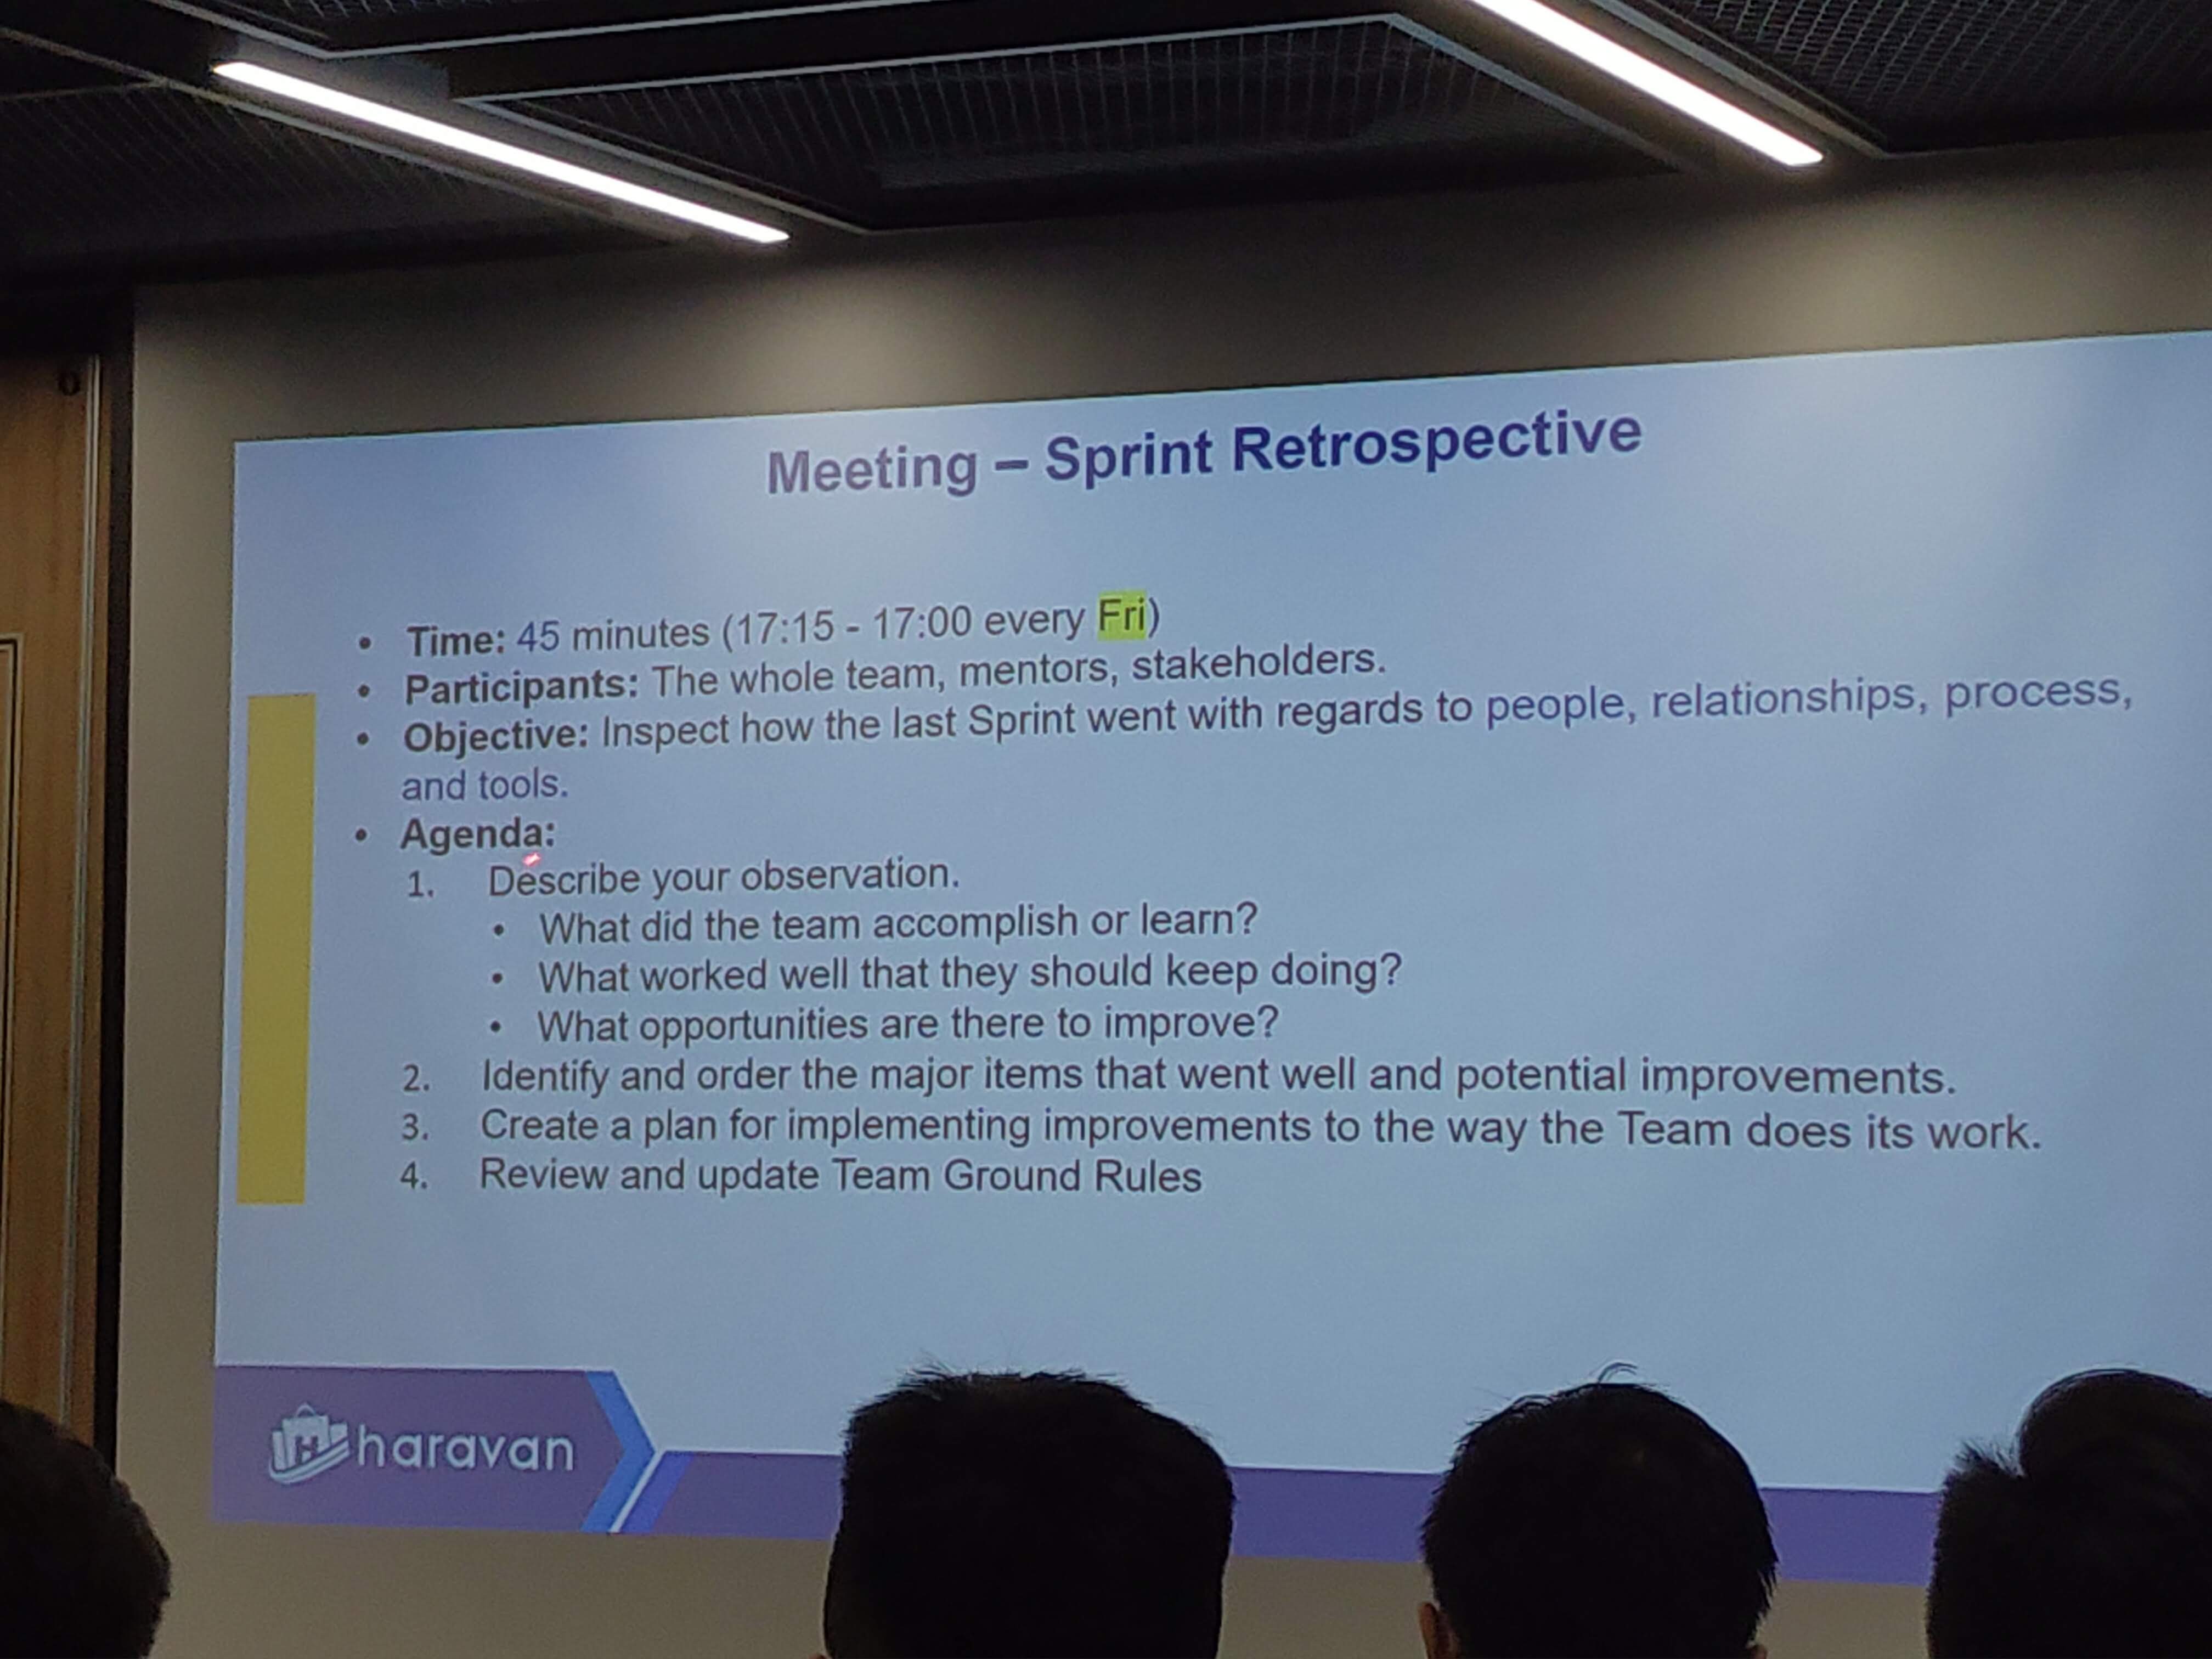 Meeting – Sprint Retrospective
• Time: 45 minutes (17:15 - 17:00 every Fri)
• Participants: The whole team, mentors, stakeholders.
• Objective: Inspect how the last Sprint went with regards to people, relationships, process,
and tools.
• Agenda:
1. Describe your observation.
• What did the team accomplish or learn?
• What worked well that they should keep doing?
• What opportunities are there to improve?
2. Identify and order the major items that went well and potential improvements.
3. Create a plan for implementing improvements to the way the Team does its work.
4. Review and update Team Ground Rules
H haravan